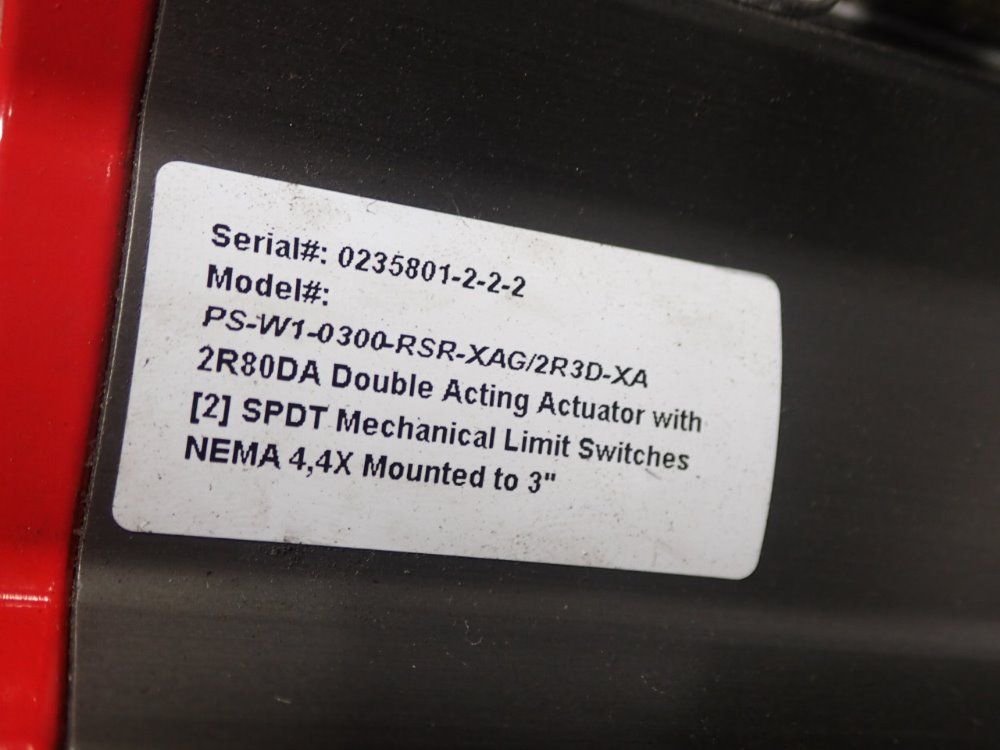 Serial#: 0235801-2-2-2
Model#:
PS-W1-0300-RSR-XAG/2R3D-XA
2R80DA Double Acting Actuator with
[2] SPDT Mechanical Limit Switches
NEMA 4,4X Mounted to 3"